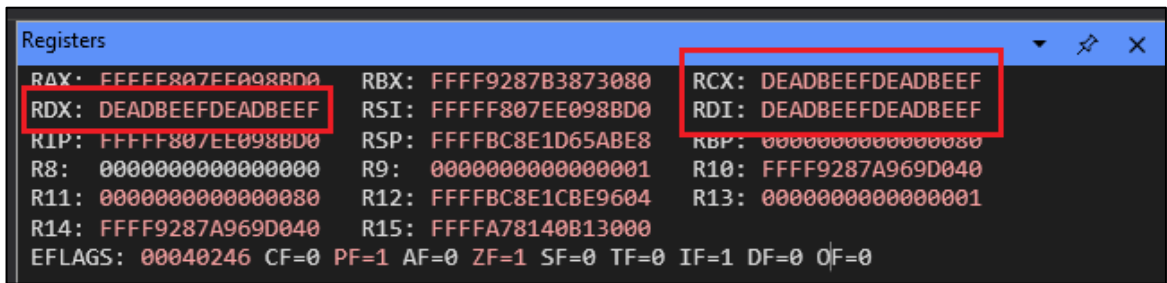 Registers
RAX: FFFFF807EE098BD0 RBX: FFFF9287B3873080 RCX: DEADBEEFDEADBEEF
RDX: DEADBEEFDEADBEEF RSI: FFFFF807EE098BD0 RDI: DEADBEEFDEADBEEF
RIP: FFFFF807EE098BD0 RSP: FFFFBC8E1D65ABE8 RBP: 0000000000000080
R8: 0000000000000000 R9: 0000000000000001 R10: FFFF9287A969D040
R11: 0000000000000080 R12: FFFFBC8E1CBE9604 R13: 0000000000000001
R14: FFFF9287A969D040 R15: FFFFA78140B13000
EFLAGS: 00040246 CF=0 PF=1 AF=0 ZF=1 SF=0 TF=0 IF=1 DF=0 OF=0